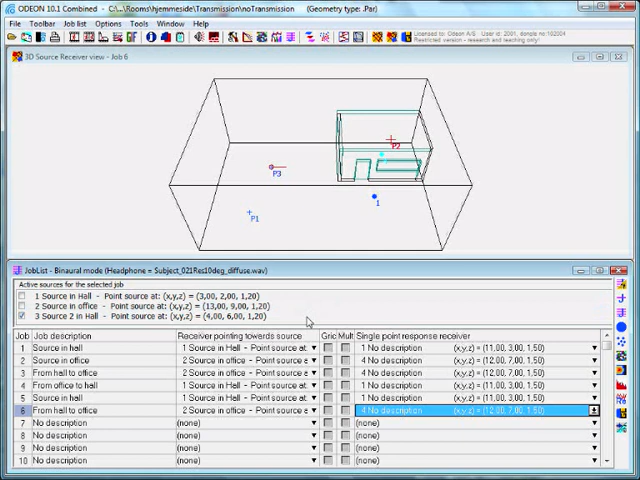 ODEON 10.1 Combined - C:\...\Rooms\hjemmeside\Transmission\noTransmission (Geometry type: .Par)
File Toolbar Job list Options Tools Window Help
Licensed to: Odeon A/S
Restricted version - research and teaching only!
3D Source Receiver view - Job 6
P2
P3
1
P1
JobList - Binaural mode (Headphone = Subject_021Res10deg_diffuse.wav)
Active sources for the selected job
1 Source in Hall - Point source at: (x,y,z) = (3,00, 2,00, 1,20)
2 Source in office - Point source at: (x,y,z) = (13,00, 9,00, 1,20)
3 Source 2 in Hall - Point source at: (x,y,z) = (4,00, 6,00, 1,20)
Job Job description Receiver pointing towards source Gric Mult Single point response receiver
1 Source in hall 1 Source in Hall - Point source at 1 No description (x,y,z) = (11,00, 3,00, 1,50)
2 Source in office 2 Source in office - Point source a 4 No description (x,y,z) = (12,00, 7,00, 1,50)
3 From hall to office 2 Source in office - Point source a 4 No description (x,y,z) = (12,00, 7,00, 1,50)
4 From office to hall 1 Source in Hall - Point source at 1 No description (x,y,z) = (11,00, 3,00, 1,50)
5 Source in hall 1 Source in Hall - Point source at 1 No description (x,y,z) = (11,00, 3,00, 1,50)
6 From hall to office 2 Source in office - Point source a 4 No description (x,y,z) = (12,00, 7,00, 1,50)
7 No description (none) (none)
8 No description (none) (none)
9 No description (none) (none)
10 No description (none) (none)